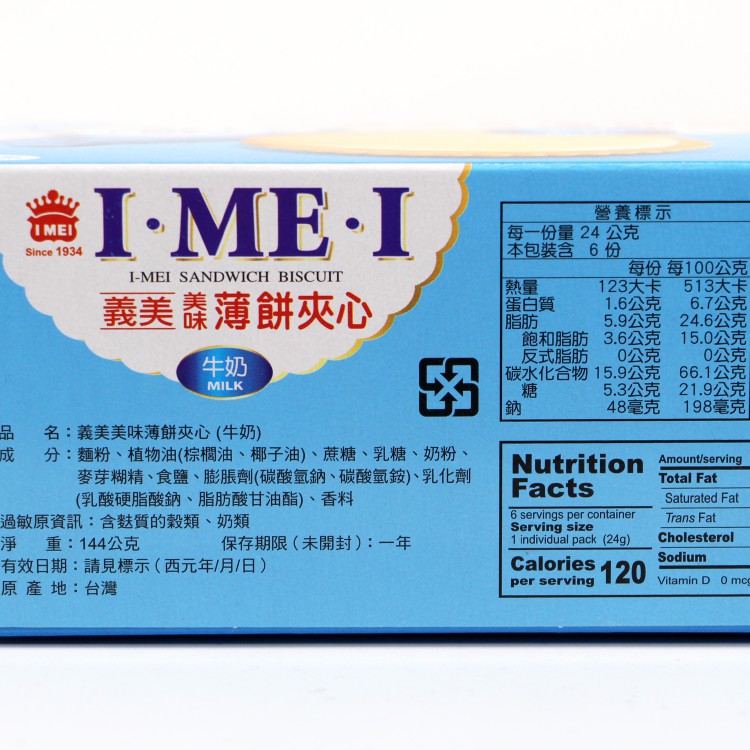 I MEI
Since 1934
I·MEI
I-MEI SANDWICH BISCUIT
義美 美味 薄餅夾心
牛奶
MILK
品 名：義美美味薄餅夾心 (牛奶)
成 分：麵粉、植物油(棕櫚油、椰子油)、蔗糖、乳糖、奶粉、
麥芽糊精、食鹽、膨脹劑(碳酸氫鈉、碳酸氫銨)、乳化劑
(乳酸硬脂酸鈉、脂肪酸甘油酯)、香料
過敏原資訊：含麩質的穀類、奶類
淨 重：144公克 保存期限（未開封）：一年
有效日期：請見標示（西元年/月/日）
原 產 地：台灣
營養標示
每一份量 24 公克
本包裝含 6 份
每份 每100公克
熱量 123大卡 513大卡
蛋白質 1.6公克 6.7公克
脂肪 5.9公克 24.6公克
飽和脂肪 3.6公克 15.0公克
反式脂肪 0公克 0公克
碳水化合物 15.9公克 66.1公克
糖 5.3公克 21.9公克
鈉 48毫克 198毫克
Nutrition
Facts
6 servings per container
Serving size
1 individual pack (24g)
Calories
per serving 120
Amount/serving
Total Fat
Saturated Fat
Trans Fat
Cholesterol
Sodium
Vitamin D 0 mcg